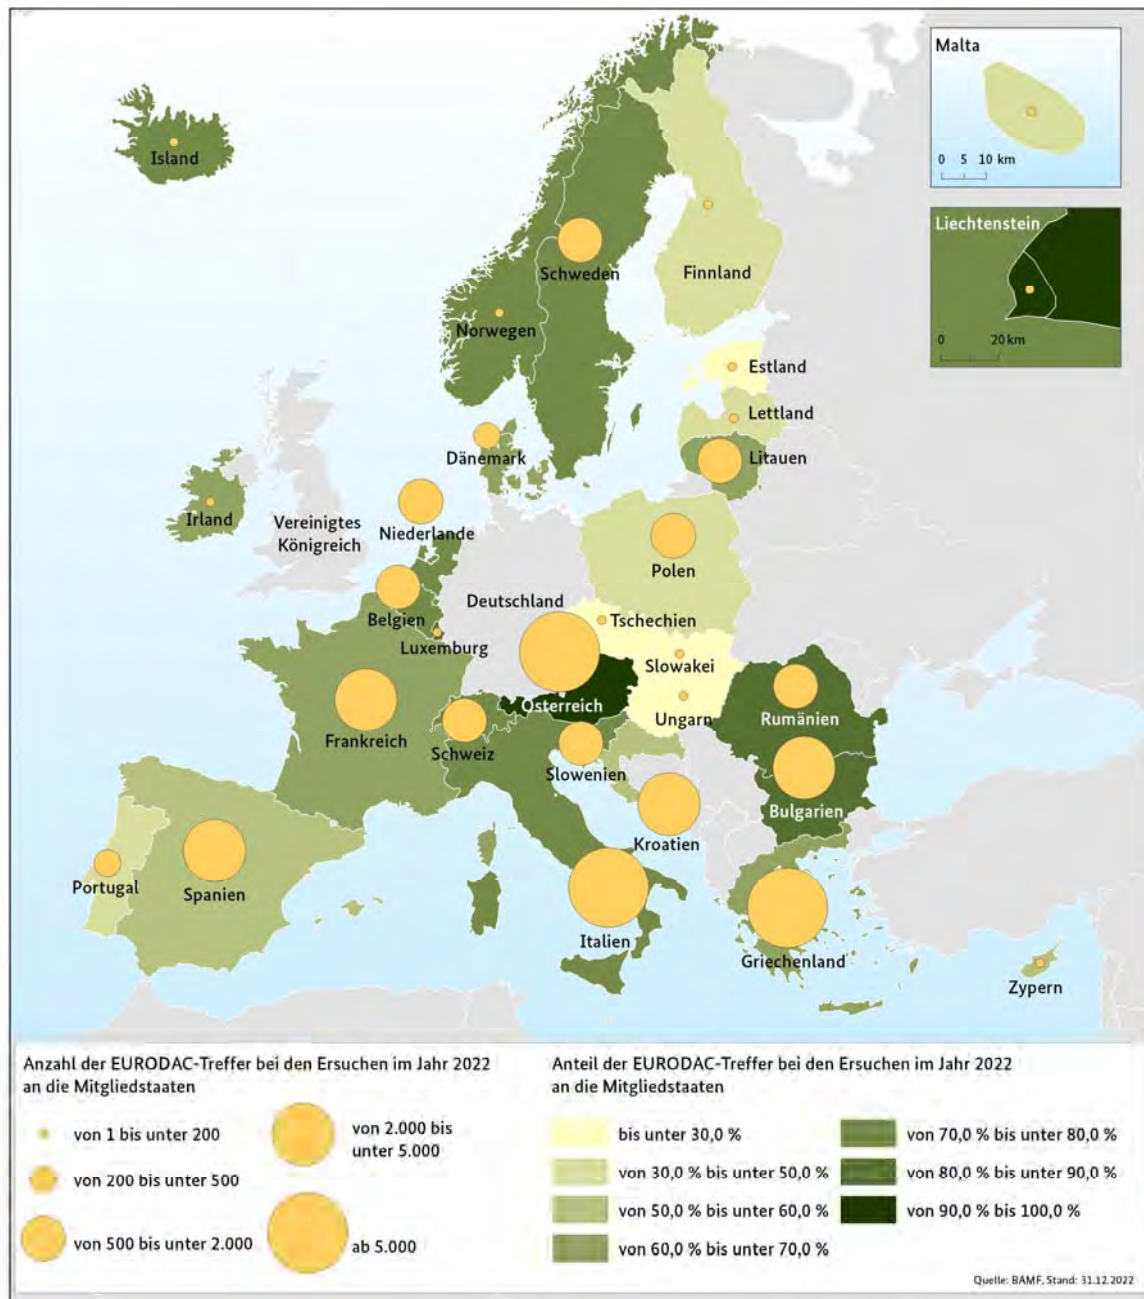 Malta
0 5 10 km
Island
Liechtenstein
0 20 km
Schweden
Finnland
Norwegen
Estland
Lettland
Dänemark
Litauen
Irland
Vereinigtes
Königreich
Niederlande
Polen
Deutschland
Belgien
Tschechien
Luxemburg
Slowakei
Österreich
Ungarn
Rumänien
Frankreich
Schweiz
Slowenien
Bulgarien
Kroatien
Portugal
Spanien
Italien
Griechenland
Zypern
Anzahl der EURODAC-Treffer bei den Ersuchen im Jahr 2022
an die Mitgliedstaaten
von 1 bis unter 200
von 200 bis unter 500
von 500 bis unter 2.000
von 2.000 bis
unter 5.000
ab 5.000
Anteil der EURODAC-Treffer bei den Ersuchen im Jahr 2022
an die Mitgliedstaaten
bis unter 30,0 %
von 30,0 % bis unter 50,0 %
von 50,0 % bis unter 60,0 %
von 60,0 % bis unter 70,0 %
von 70,0 % bis unter 80,0 %
von 80,0 % bis unter 90,0 %
von 90,0 % bis 100,0 %
Quelle: BAMF, Stand: 31.12.2022